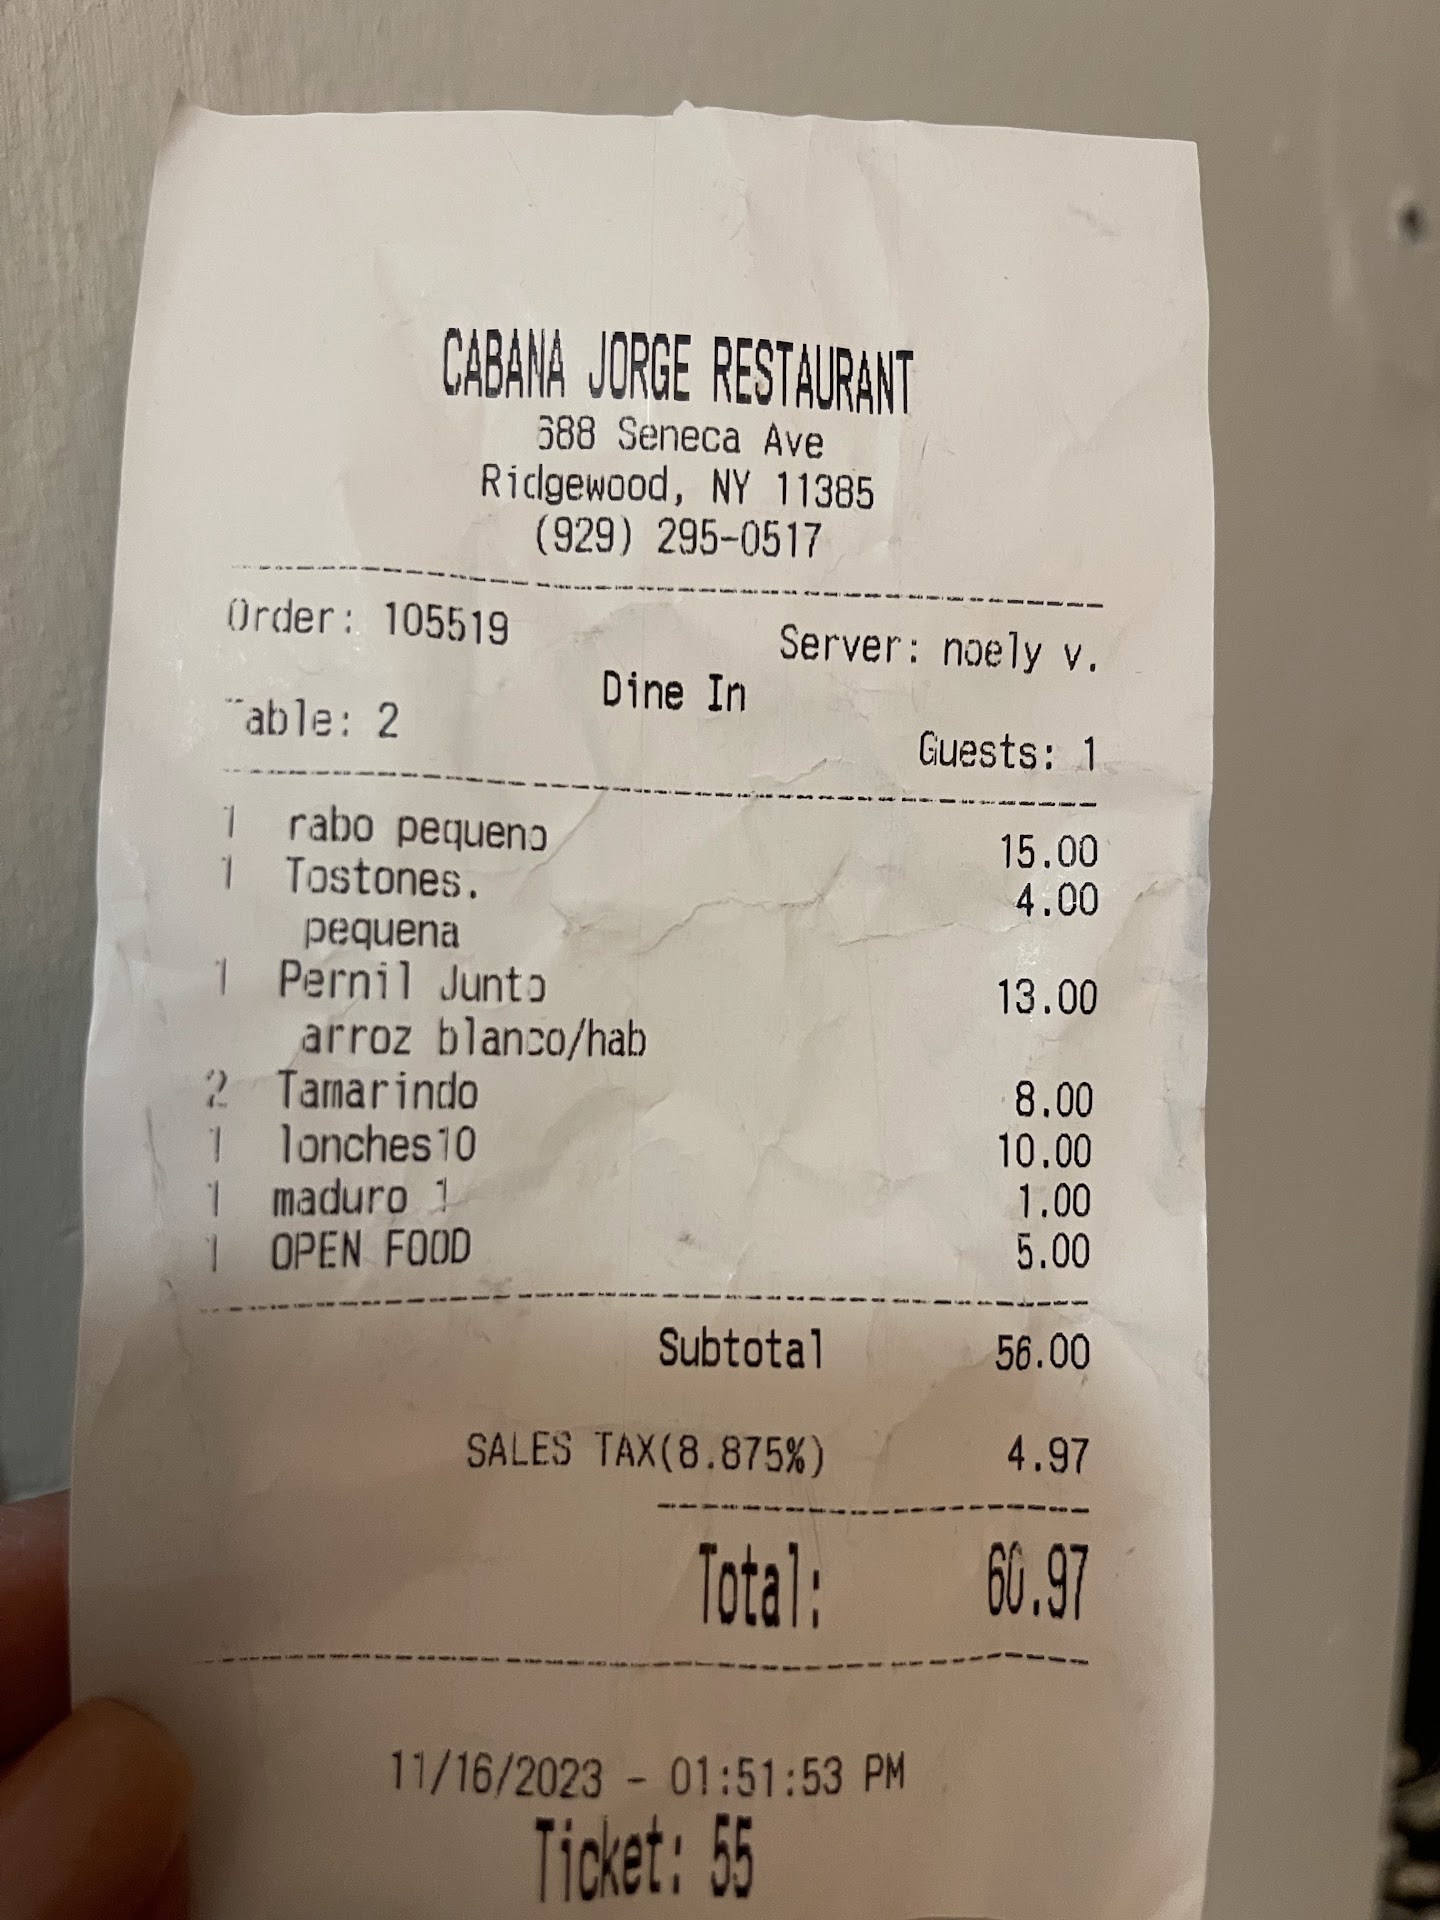 CABANA JORGE RESTAURANT
688 Seneca Ave
Ridgewood, NY 11385
(929) 295-0517
Order: 105519
Server: noely v.
Dine In
Table: 2
Guests: 1
1 rabo pequeno 15.00
1 Tostones. 4.00
pequena
1 Pernil Junto 13.00
arroz blanco/hab
2 Tamarindo 8.00
1 lonches10 10.00
1 maduro 1 1.00
1 OPEN FOOD 5.00
Subtotal 56.00
SALES TAX(8.875%) 4.97
Total: 60.97
11/16/2023 - 01:51:53 PM
Ticket: 55